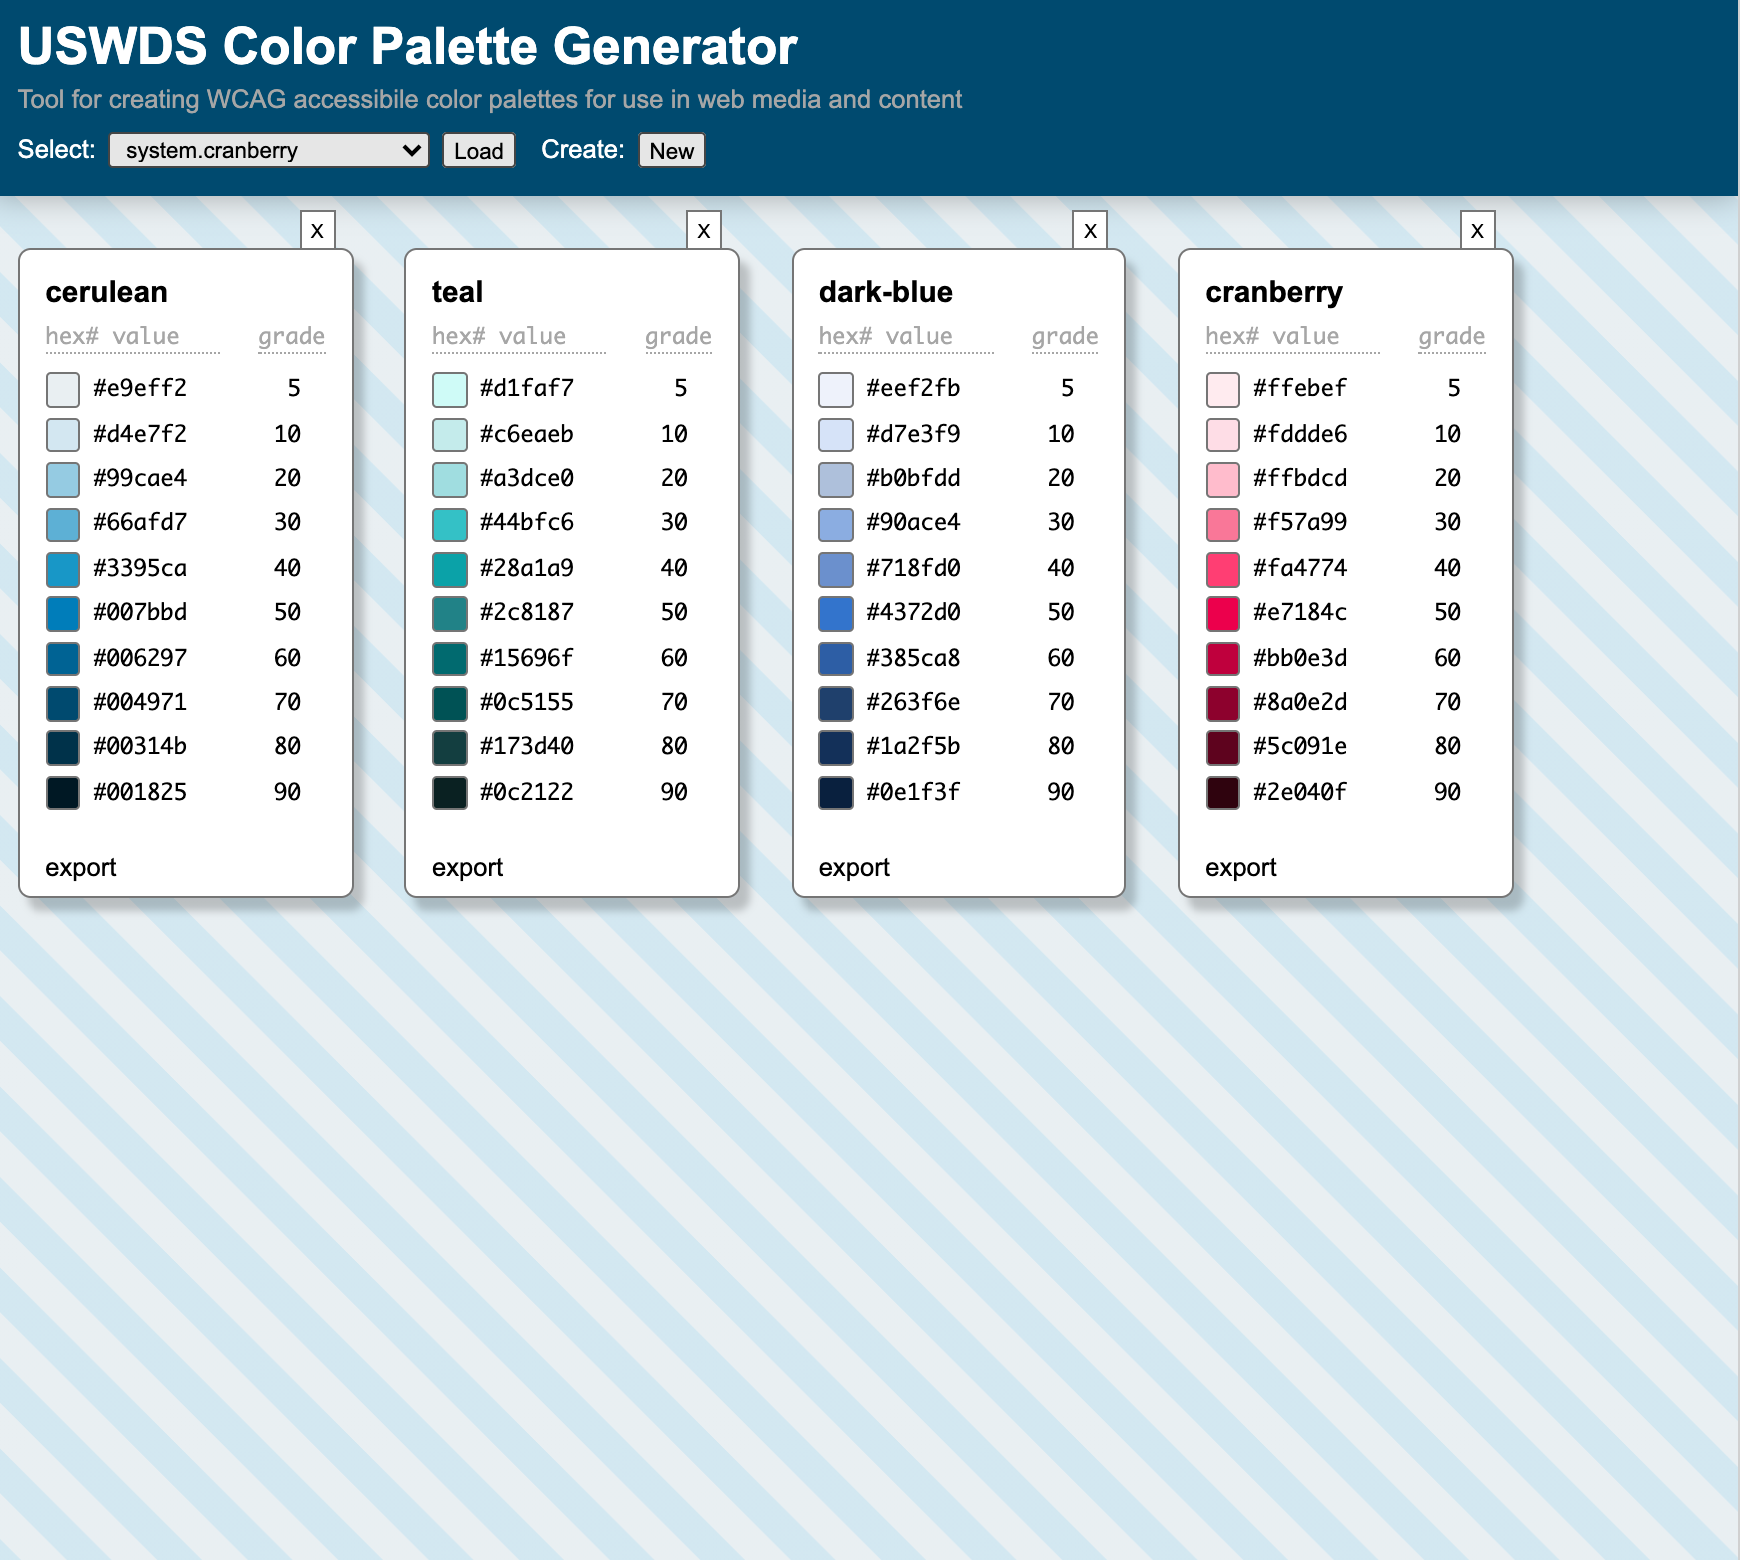 USWDS Color Palette Generator
Tool for creating WCAG accessibile color palettes for use in web media and content
Select: system.cranberry Load Create: New
x
cerulean
hex# value grade
#e9eff2 5
#d4e7f2 10
#99cae4 20
#66afd7 30
#3395ca 40
#007bbd 50
#006297 60
#004971 70
#00314b 80
#001825 90
export
x
teal
hex# value grade
#d1faf7 5
#c6eaeb 10
#a3dce0 20
#44bfc6 30
#28a1a9 40
#2c8187 50
#15696f 60
#0c5155 70
#173d40 80
#0c2122 90
export
x
dark-blue
hex# value grade
#eef2fb 5
#d7e3f9 10
#b0bfdd 20
#90ace4 30
#718fd0 40
#4372d0 50
#385ca8 60
#263f6e 70
#1a2f5b 80
#0e1f3f 90
export
x
cranberry
hex# value grade
#ffebef 5
#fddde6 10
#ffbdcd 20
#f57a99 30
#fa4774 40
#e7184c 50
#bb0e3d 60
#8a0e2d 70
#5c091e 80
#2e040f 90
export